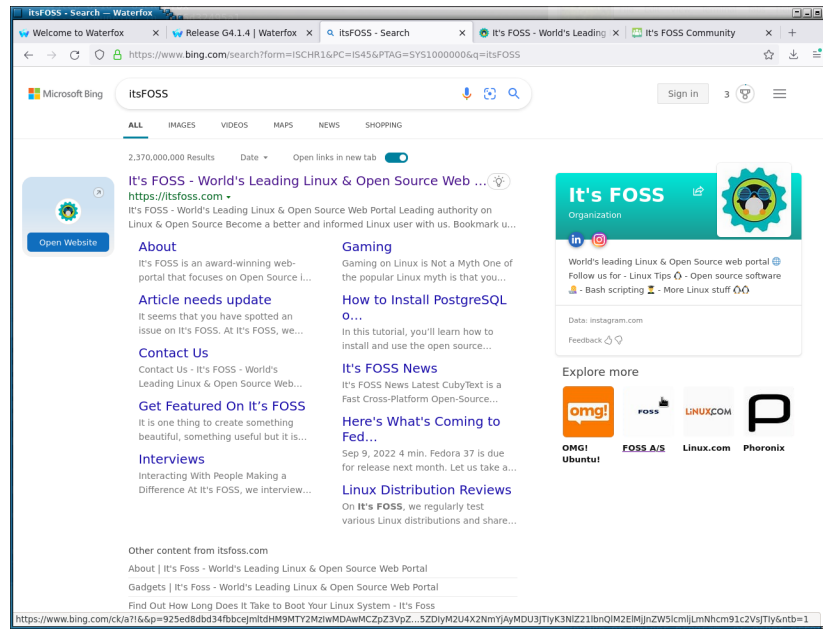 itsFOSS - Search — Waterfox
Welcome to Waterfox
Release G4.1.4 | Waterfox
itsFOSS - Search
It's FOSS - World's Leading
It's FOSS Community
https://www.bing.com/search?form=ISCHR1&PC=IS45&PTAG=SYS1000000&q=itsFOSS
Microsoft Bing
itsFOSS
Sign in
3
ALL IMAGES VIDEOS MAPS NEWS SHOPPING
2,370,000,000 Results Date Open links in new tab
Open Website
It's FOSS - World's Leading Linux & Open Source Web ...
https://itsfoss.com
It's FOSS - World's Leading Linux & Open Source Web Portal Leading authority on
Linux & Open Source Become a better and informed Linux user with us. Bookmark u...
About
It's FOSS is an award-winning web-
portal that focuses on Open Source i...
Article needs update
It seems that you have spotted an
issue on It's FOSS. At It's FOSS, we...
Contact Us
Contact Us - It's FOSS - World's
Leading Linux & Open Source Web...
Get Featured On It's FOSS
It is one thing to create something
beautiful, something useful but it is...
Interviews
Interacting With People Making a
Difference At It's FOSS, we interview...
Gaming
Gaming on Linux is Not a Myth One of
the popular Linux myth is that you...
How to Install PostgreSQL
o...
In this tutorial, you'll learn how to
install and use the open source...
It's FOSS News
It's FOSS News Latest CubyText is a
Fast Cross-Platform Open-Source...
Here's What's Coming to
Fed...
Sep 9, 2022 4 min. Fedora 37 is due
for release next month. Let us take a...
Linux Distribution Reviews
On It's FOSS, we regularly test
various Linux distributions and share...
Other content from itsfoss.com
About | It's Foss - World's Leading Linux & Open Source Web Portal
Gadgets | It's Foss - World's Leading Linux & Open Source Web Portal
Find Out How Long Does It Take to Boot Your Linux System - It's Foss
It's FOSS
Organization
in
World's leading Linux & Open Source web portal
Follow us for - Linux Tips - Open source software
- Bash scripting - More Linux stuff
Data: instagram.com
Feedback
Explore more
omg!
FOSS
LiNUX.COM
OMG!
Ubuntu!
FOSS A/S
Linux.com
Phoronix